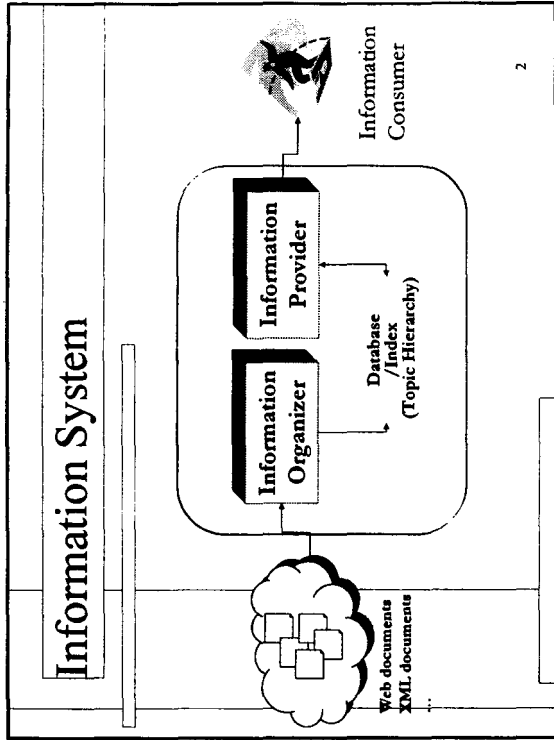 Information System
Web documents
XML documents
...
Information
Organizer
Information
Provider
Database
/Index
(Topic Hierarchy)
Information
Consumer
2